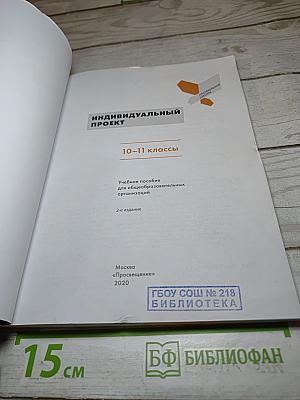 ИНДИВИДУАЛЬНЫЙ
ПРОЕКТ
10–11 классы
Учебное пособие
для общеобразовательных
организаций
2-е издание
Москва
«Просвещение»
2020
ГБОУ СОШ № 218
БИБЛИОТЕКА
15 см
БФ БИБЛИОФАН